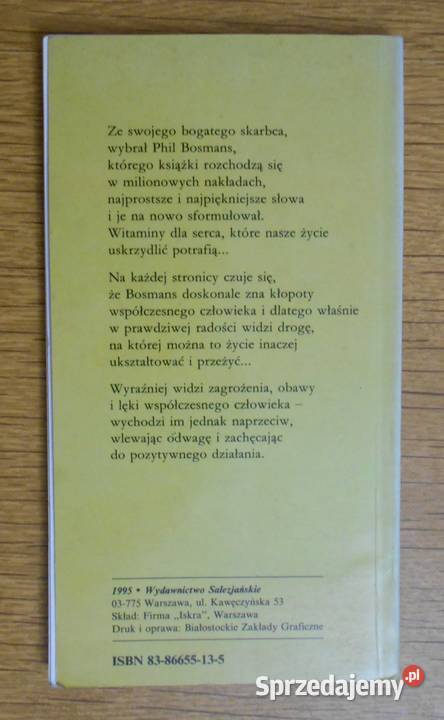 Ze swojego bogatego skarbca,
wybrał Phil Bosmans,
którego książki rozchodzą się
w milionowych nakładach,
najprostsze i najpiękniejsze słowa
i je na nowo sformułował.
Witaminy dla serca, które nasze życie
uskrzydlić potrafią...
Na każdej stronicy czuje się,
że Bosmans doskonale zna kłopoty
współczesnego człowieka i dlatego właśnie
w prawdziwej radości widzi drogę,
na której można to życie inaczej
ukształtować i przeżyć...
Wyraźniej widzi zagrożenia, obawy
i lęki współczesnego człowieka –
wychodzi im jednak naprzeciw,
wlewając odwagę i zachęcając
do pozytywnego działania.
1995 • Wydawnictwo Salezjańskie
03-775 Warszawa, ul. Kawęczyńska 53
Skład: Firma „Iskra", Warszawa
Druk i oprawa: Białostockie Zakłady Graficzne
ISBN 83-86655-13-5
Sprzedajemy.pl